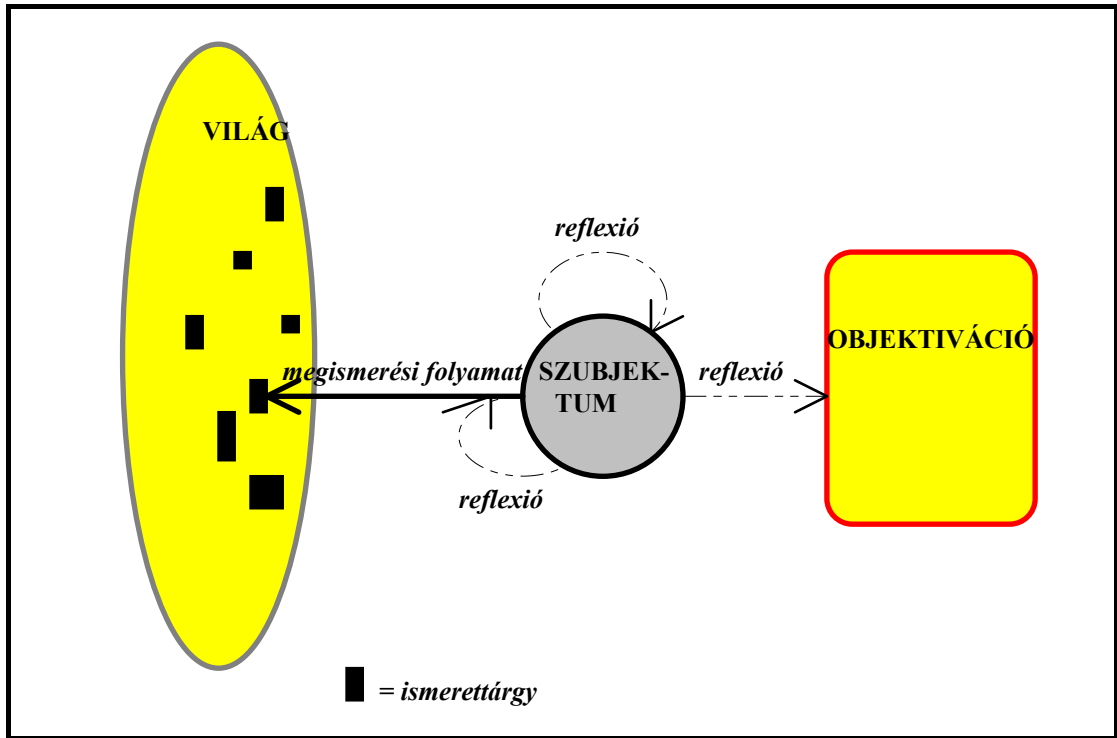 VILÁG
reflexió
OBJEKTIVÁCIÓ
megismerési folyamat
SZUBJEK-
TUM
reflexió
reflexió
= ismerettárgy